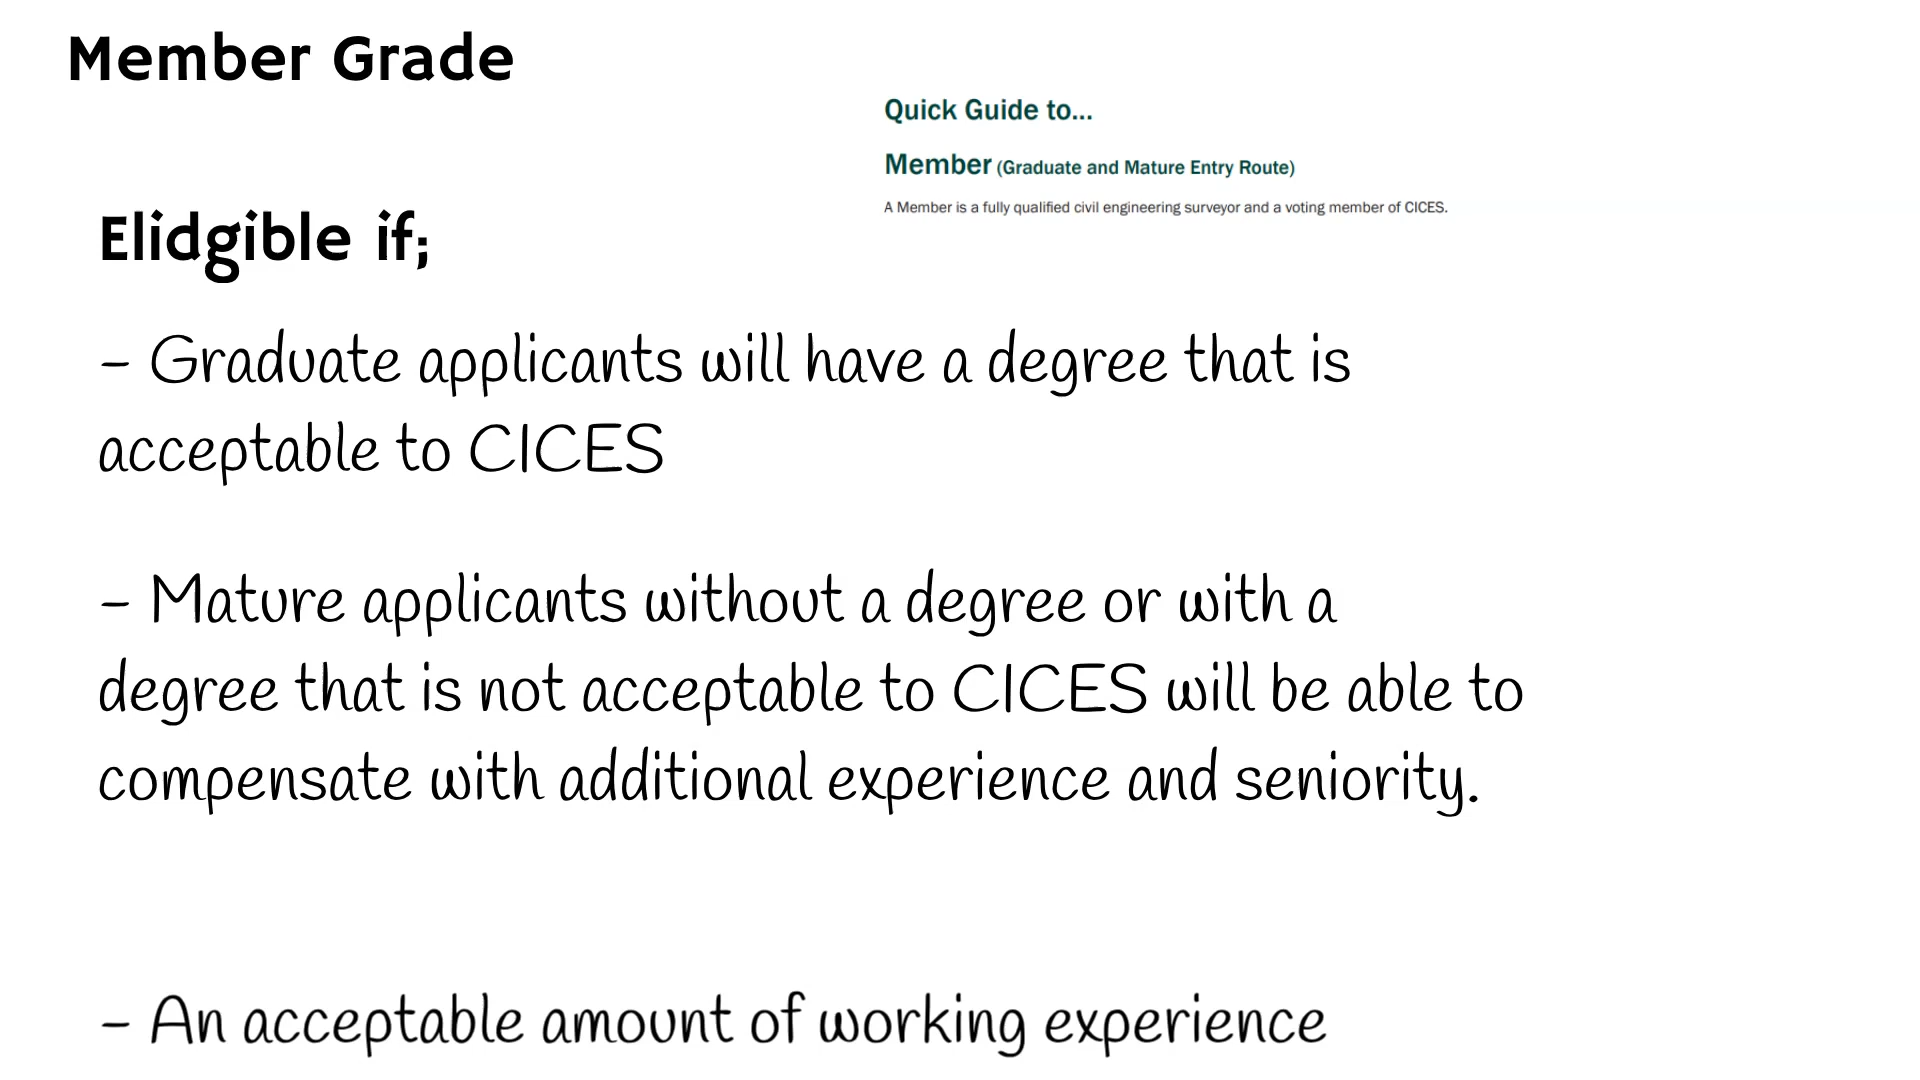 Member Grade
Quick Guide to...
Member (Graduate and Mature Entry Route)
A Member is a fully qualified civil engineering surveyor and a voting member of CICES.
Elidgible if;
- Graduate applicants will have a degree that is
acceptable to CICES
- Mature applicants without a degree or with a
degree that is not acceptable to CICES will be able to
compensate with additional experience and seniority.
- An acceptable amount of working experience